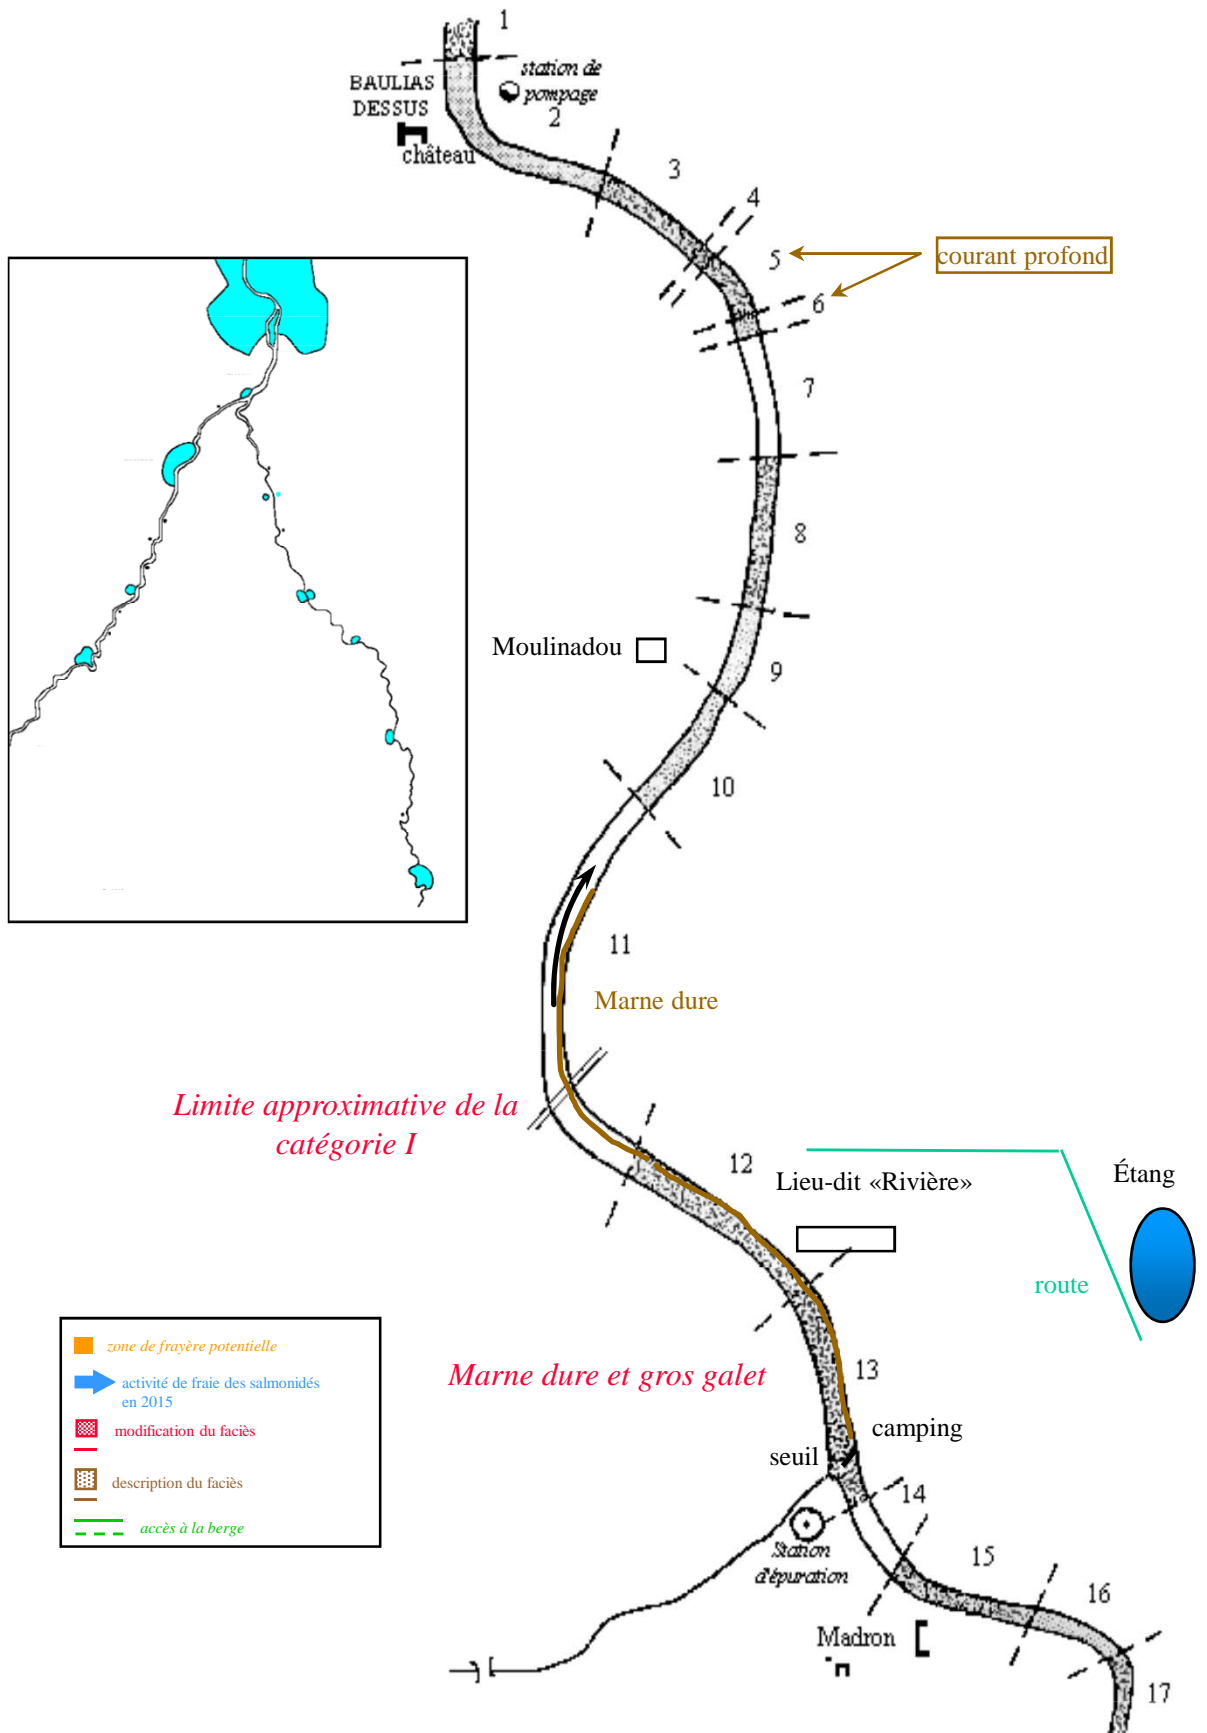 1
station de
pompage
BAULIAS
DESSUS
château
2
3
4
5
courant profond
6
7
8
Moulinadou
9
10
11
Marne dure
Limite approximative de la
catégorie I
12
Lieu-dit «Rivière»
Étang
route
Marne dure et gros galet
13
camping
seuil
14
Station
d'épuration
15
16
Madron
17
zone de frayère potentielle
activité de fraie des salmonidés
en 2015
modification du faciès
description du faciès
accès à la berge